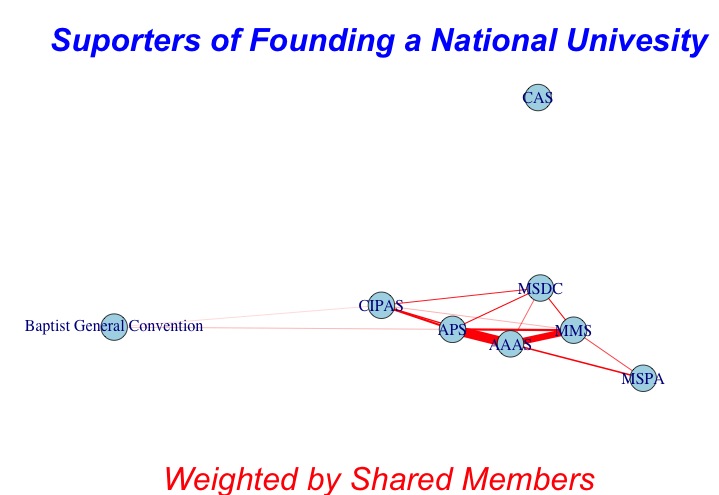 Suporters of Founding a National Univesity
CAS
MSDC
CIPAS
Baptist General Convention
APS
MMS
AAAS
MSPA
Weighted by Shared Members